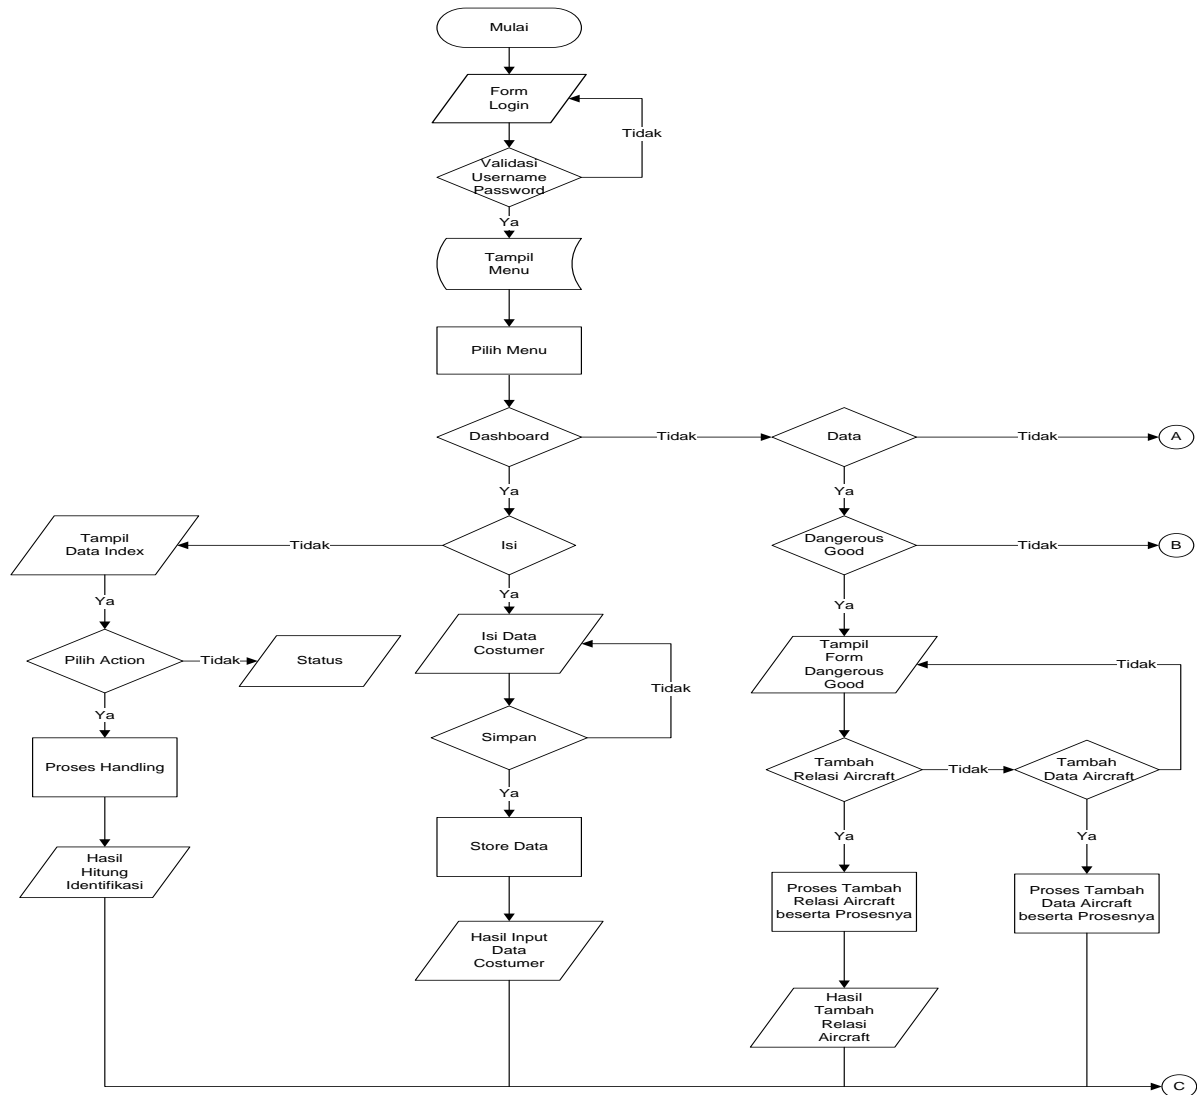 Mulai
Form
Login
Tidak
Validasi
Username
Password
Ya
Tampil
Menu
Pilih Menu
Dashboard
Tidak
Data
Tidak
A
Ya
Ya
Tampil
Data Index
Tidak
Isi
Dangerous
Good
Tidak
B
Ya
Ya
Ya
Isi Data
Costumer
Tampil
Form
Dangerous
Good
Tidak
Pilih Action
Tidak
Status
Tidak
Ya
Simpan
Proses Handling
Tambah
Relasi Aircraft
Tidak
Tambah
Data Aircraft
Ya
Ya
Ya
Store Data
Hasil
Hitung
Identifikasi
Proses Tambah
Relasi Aircraft
beserta Prosesnya
Proses Tambah
Data Aircraft
beserta Prosesnya
Hasil Input
Data
Costumer
Hasil
Tambah
Relasi
Aircraft
C